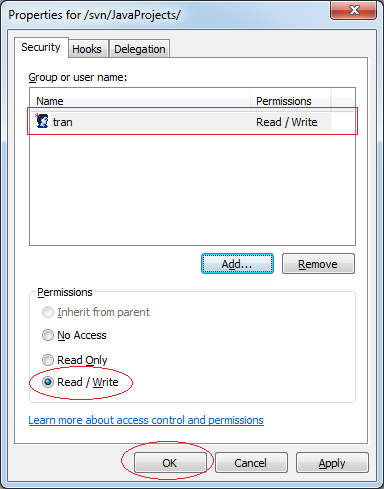 Properties for /svn/JavaProjects/
Security Hooks Delegation
Group or user name:
Name Permissions
tran Read / Write
Add... Remove
Permissions
Inherit from parent
No Access
Read Only
Read / Write
Learn more about access control and permissions
OK Cancel Apply